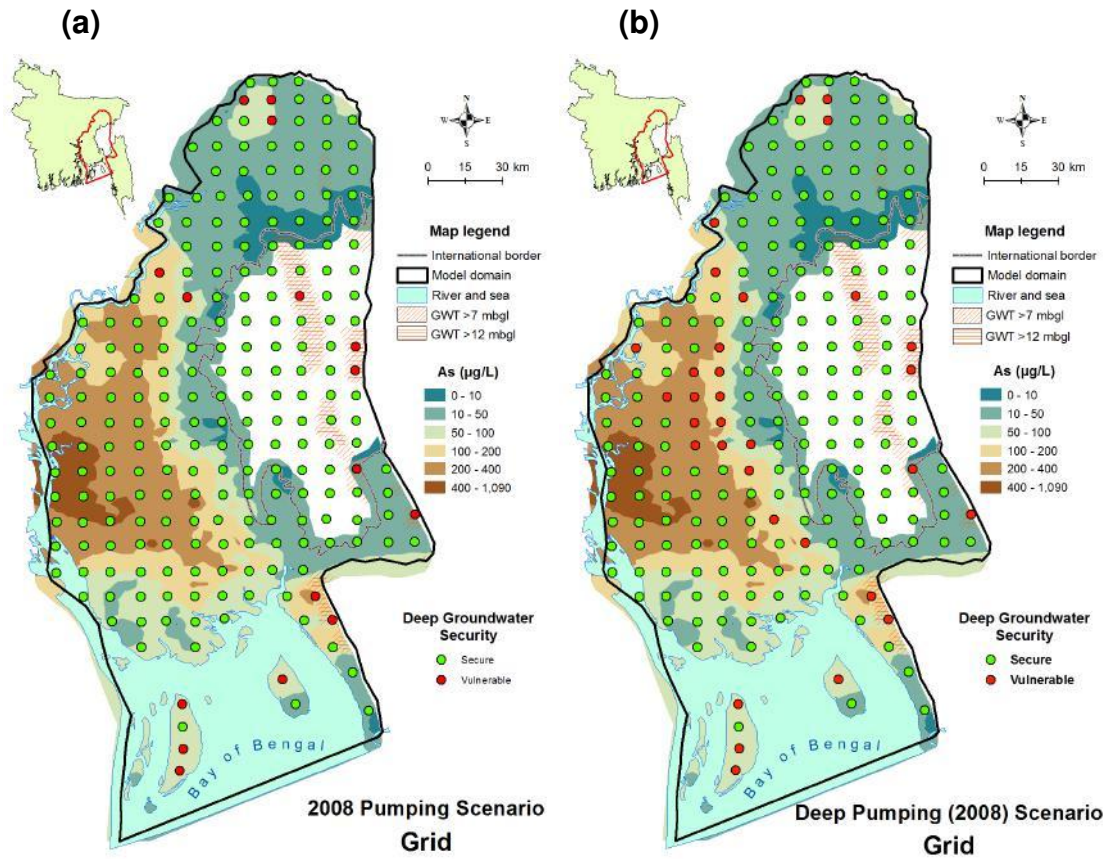 (a)
N
W E
S
0 15 30 km
Map legend
International border
Model domain
River and sea
GWT >7 mbgl
GWT >12 mbgl
As (µg/L)
0 - 10
10 - 50
50 - 100
100 - 200
200 - 400
400 - 1,090
Deep Groundwater
Security
Secure
Vulnerable
Bay of Bengal
2008 Pumping Scenario
Grid
(b)
N
W E
S
0 15 30 km
Map legend
International border
Model domain
River and sea
GWT >7 mbgl
GWT >12 mbgl
As (µg/L)
0 - 10
10 - 50
50 - 100
100 - 200
200 - 400
400 - 1,090
Deep Groundwater
Security
Secure
Vulnerable
Bay of Bengal
Deep Pumping (2008) Scenario
Grid